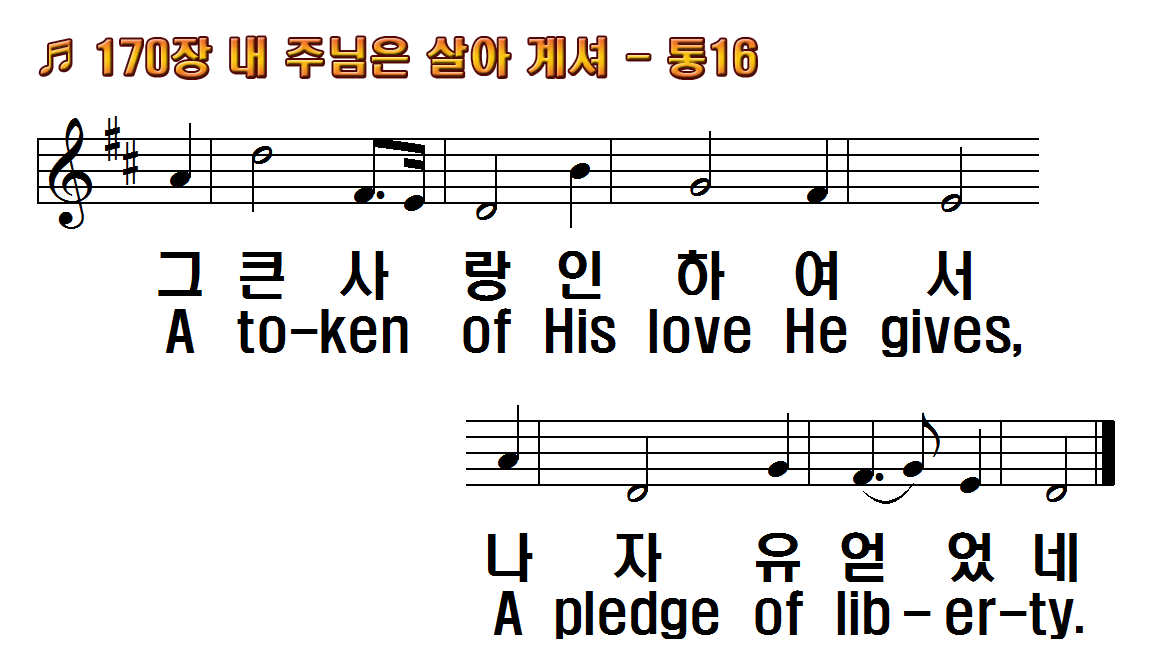 ♬ 170장 내 주님은 살아 계셔 - 통16
그 큰 사 랑 인 하 여 서
A to-ken of His love He gives,
나 자 유 얻 었 네
A pledge of lib-er-ty.